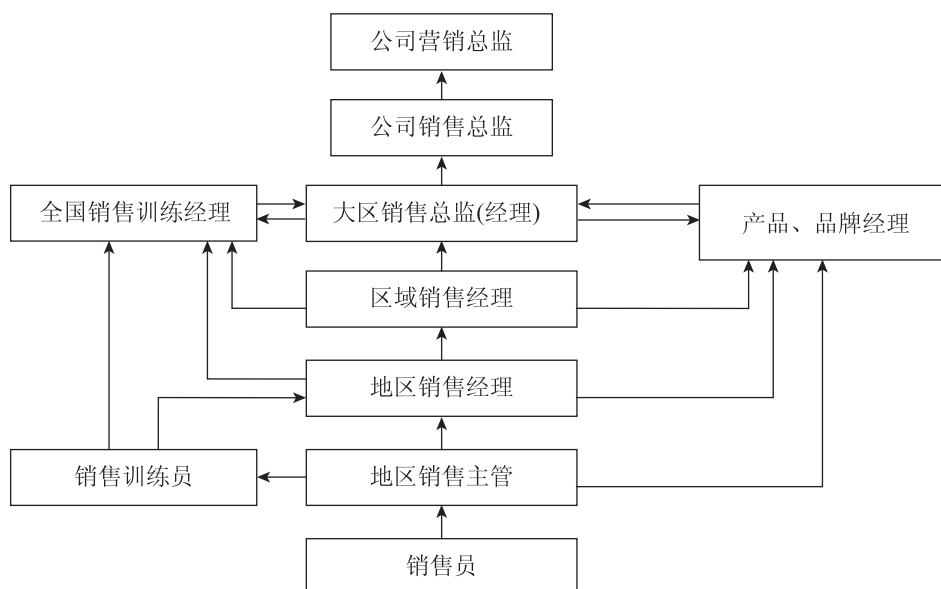 公司营销总监
公司销售总监
全国销售训练经理
大区销售总监(经理)
产品、品牌经理
区域销售经理
地区销售经理
销售训练员
地区销售主管
销售员